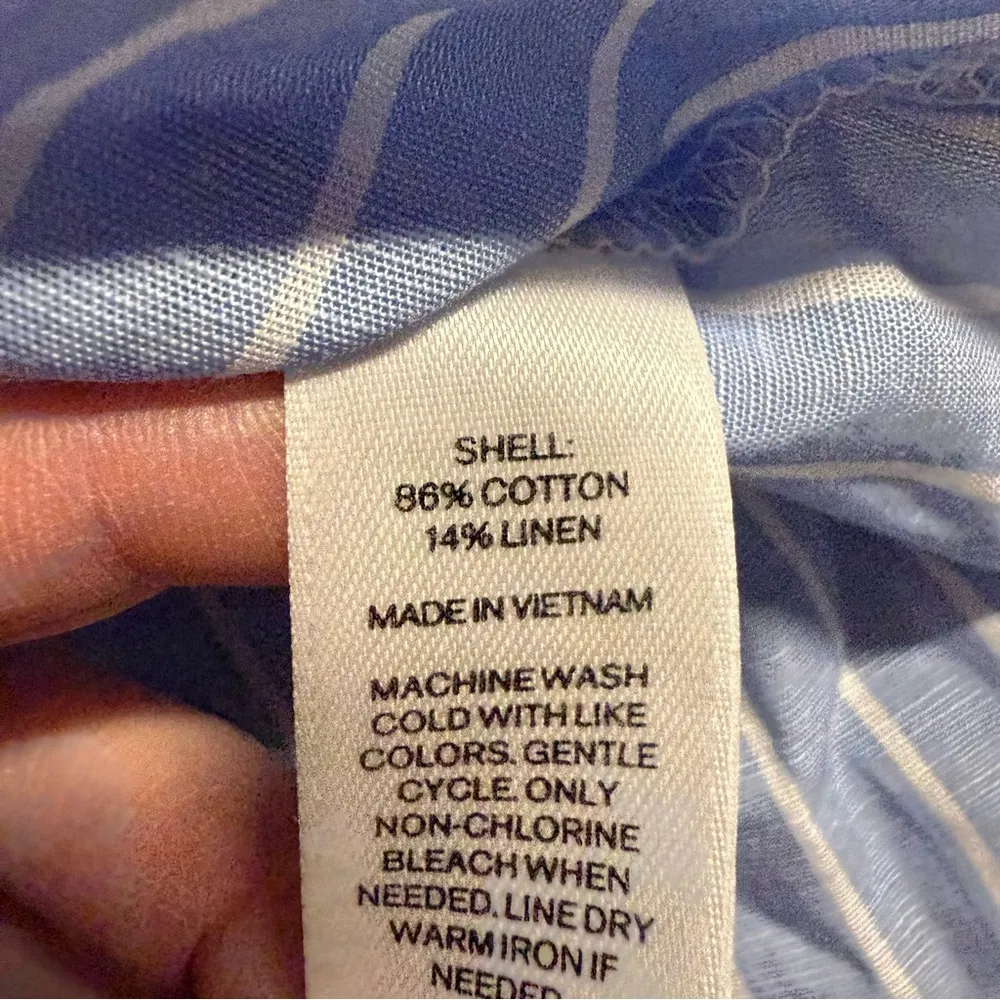 SHELL:
86% COTTON
14% LINEN
MADE IN VIETNAM
MACHINE WASH
COLD WITH LIKE
COLORS. GENTLE
CYCLE. ONLY
NON-CHLORINE
BLEACH WHEN
NEEDED. LINE DRY
WARM IRON IF
NEEDED